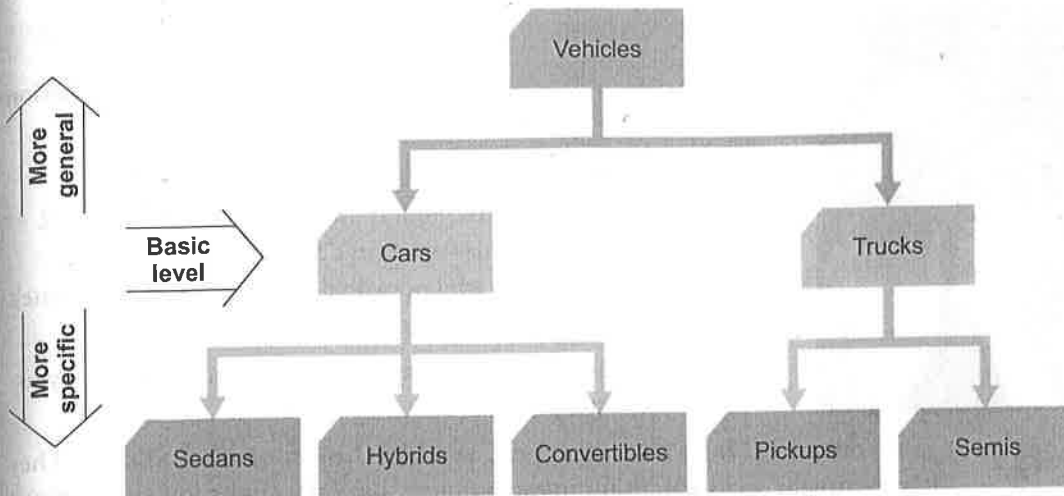 Vehicles
More
general
Basic
level
Cars
Trucks
More
specific
Sedans
Hybrids
Convertibles
Pickups
Semis